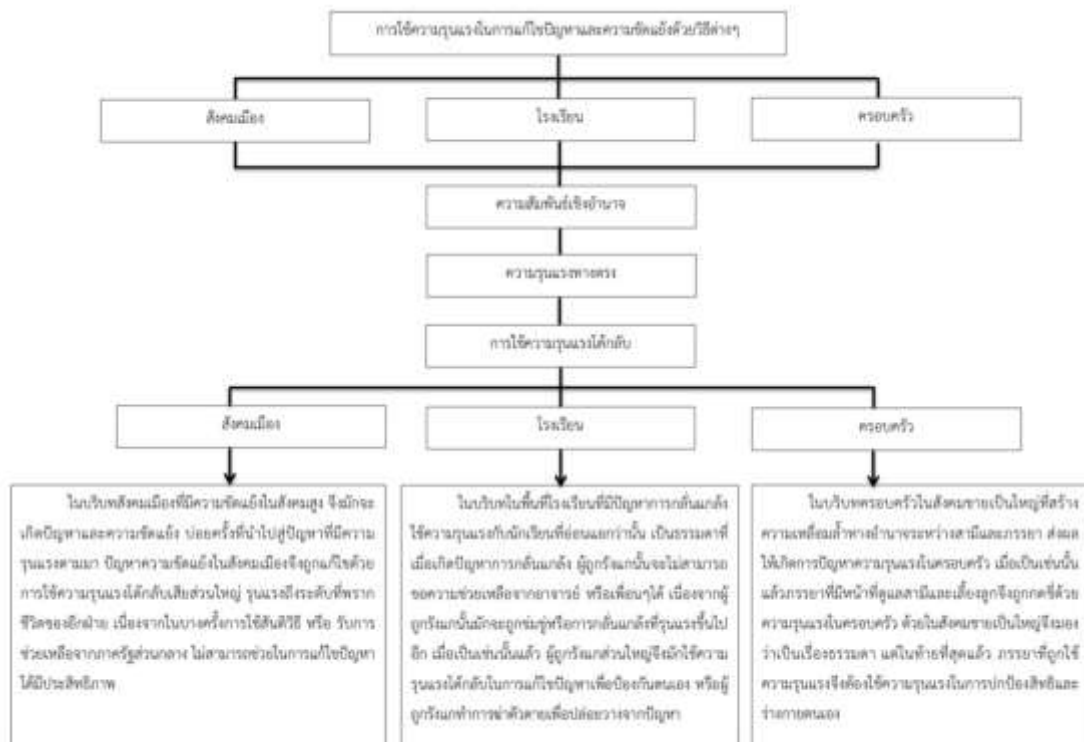 การใช้ความรุนแรงในการแก้ไขปัญหาและความขัดแย้งด้วยวิธีต่างๆ
สังคมเมือง
โรงเรียน
ครอบครัว
ความสัมพันธ์เชิงอำนาจ
ความรุนแรงทางตรง
การใช้ความรุนแรงโต้กลับ
สังคมเมือง
โรงเรียน
ครอบครัว
ในบริบทสังคมเมืองที่มีความขัดแย้งในสังคมสูง จึงมักจะ
เกิดปัญหาและความขัดแย้ง บ่อยครั้งที่นำไปสู่ปัญหาที่มีความ
รุนแรงตามมา ปัญหาความขัดแย้งในสังคมเมืองจึงถูกแก้ไขด้วย
การใช้ความรุนแรงโต้กลับเสียส่วนใหญ่ รุนแรงถึงระดับที่พราก
ชีวิตของอีกฝ่าย เนื่องจากในบางครั้งการใช้สันติวิธี หรือ รับการ
ช่วยเหลือจากภาครัฐส่วนกลาง ไม่สามารถช่วยในการแก้ไขปัญหา
ได้มีประสิทธิภาพ
ในบริบทในพื้นที่โรงเรียนที่มีปัญหาการกลั่นแกล้ง
ใช้ความรุนแรงกับนักเรียนที่อ่อนแอกว่านั้น เป็นธรรมดาที่
เมื่อเกิดปัญหาการกลั่นแกล้ง ผู้ถูกรังแกนั้นจะไม่สามารถ
ขอความช่วยเหลือจากอาจารย์ หรือเพื่อนๆได้ เนื่องจากผู้
ถูกรังแกนั้นมักจะถูกข่มขู่หรือการกลั่นแกล้งที่รุนแรงขึ้นไป
อีก เมื่อเป็นเช่นนั้นแล้ว ผู้ถูกรังแกส่วนใหญ่จึงมักใช้ความ
รุนแรงโต้กลับในการแก้ไขปัญหาเพื่อป้องกันตนเอง หรือผู้
ถูกรังแกทำการฆ่าตัวตายเพื่อปล่อยวางจากปัญหา
ในบริบทครอบครัวในสังคมชายเป็นใหญ่ที่สร้าง
ความเหลื่อมล้ำทางอำนาจระหว่างสามีและภรรยา ส่งผล
ให้เกิดการปัญหาความรุนแรงในครอบครัว เมื่อเป็นเช่นนั้น
แล้วภรรยาที่มีหน้าที่ดูแลสามีและเลี้ยงลูกจึงถูกกดขี่ด้วย
ความรุนแรงในครอบครัว ด้วยในสังคมชายเป็นใหญ่จึงมอง
ว่าเป็นเรื่องธรรมดา แต่ในท้ายที่สุดแล้ว ภรรยาที่ถูกใช้
ความรุนแรงจึงต้องใช้ความรุนแรงในการปกป้องสิทธิและ
ร่างกายตนเอง